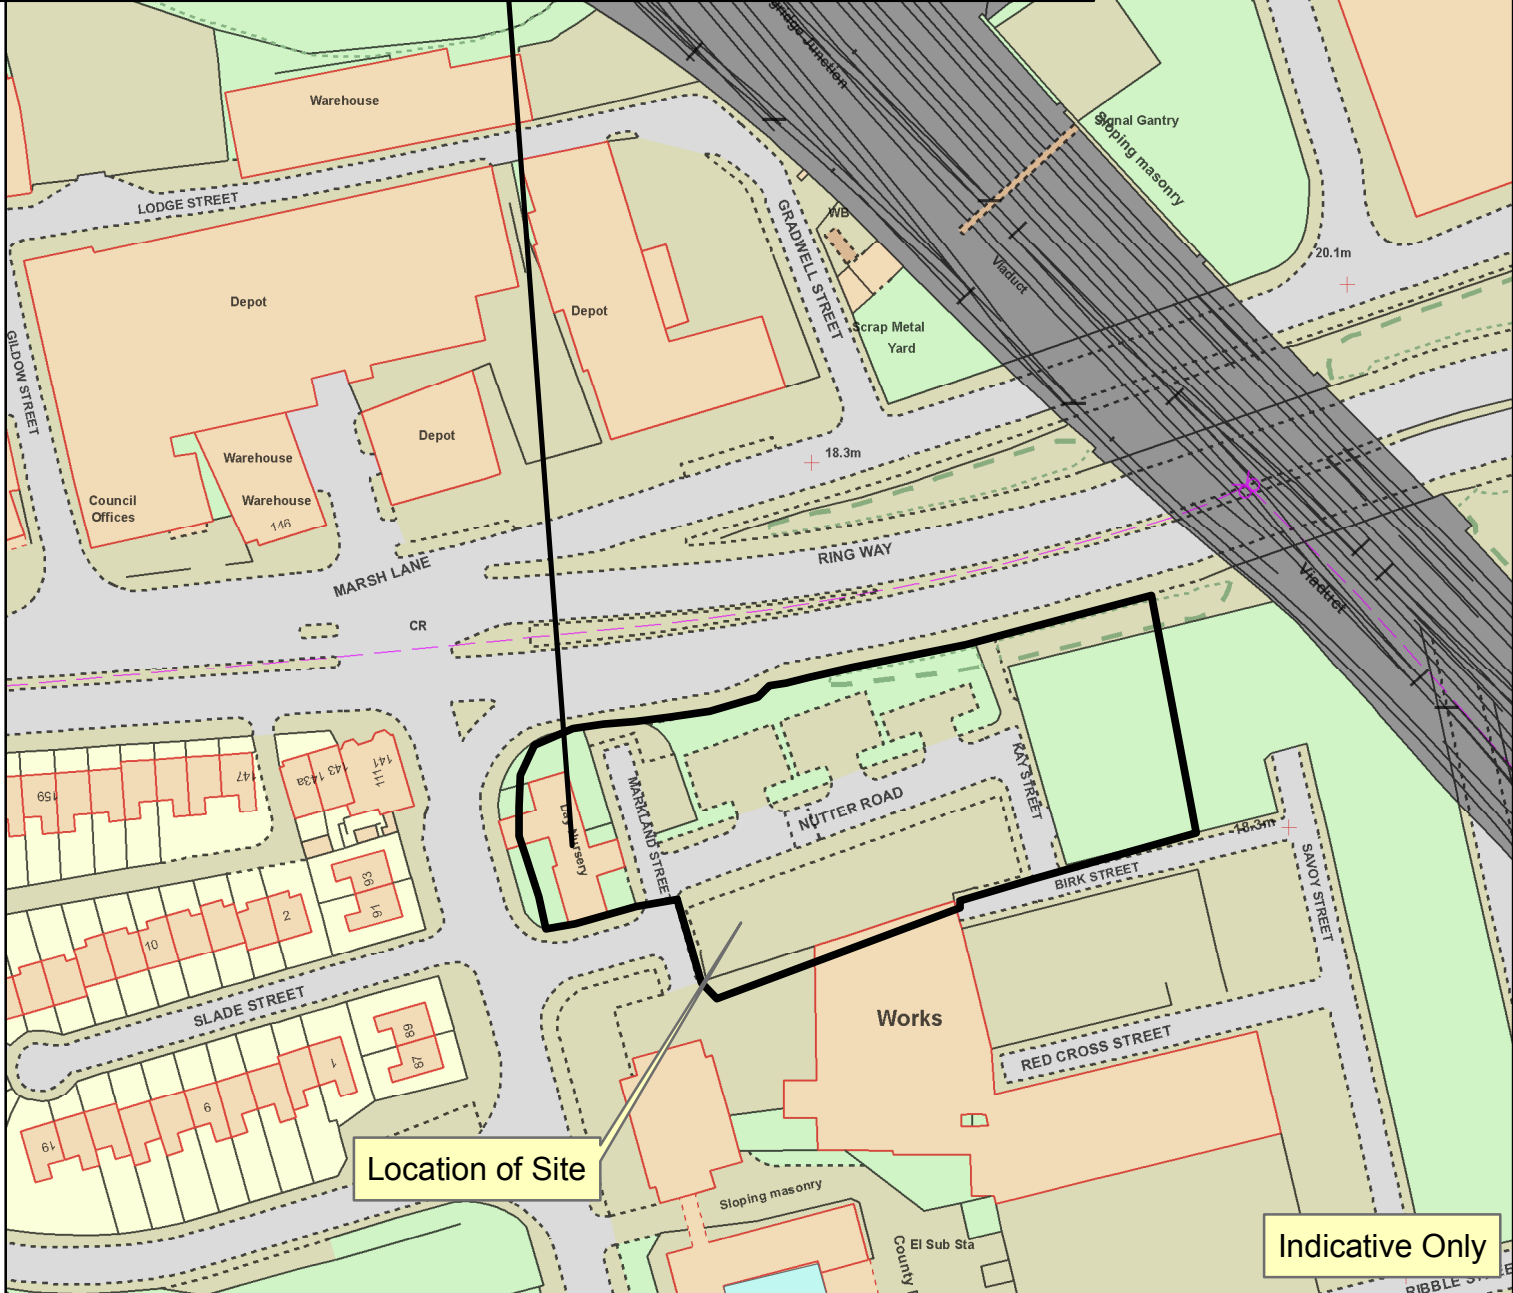 Warehouse
LODGE STREET
GILDOW STREET
Depot
Depot
Depot
Warehouse
Warehouse
146
Council
Offices
GRADWELL STREET
WB
Scrap Metal
Yard
Junction
Signal Gantry
Sloping masonry
Viaduct
20.1m
18.3m
MARSH LANE
RING WAY
CR
Viaduct
159
147
143a
143
141
111
93
91
2
10
SLADE STREET
89
87
1
9
19
Day Nursery
MARKLAND STREET
NUTTER ROAD
KAY STREET
BIRK STREET
18.3m
SAVOY STREET
RED CROSS STREET
Works
Location of Site
Sloping masonry
County
El Sub Sta
Indicative Only
RIBBLE